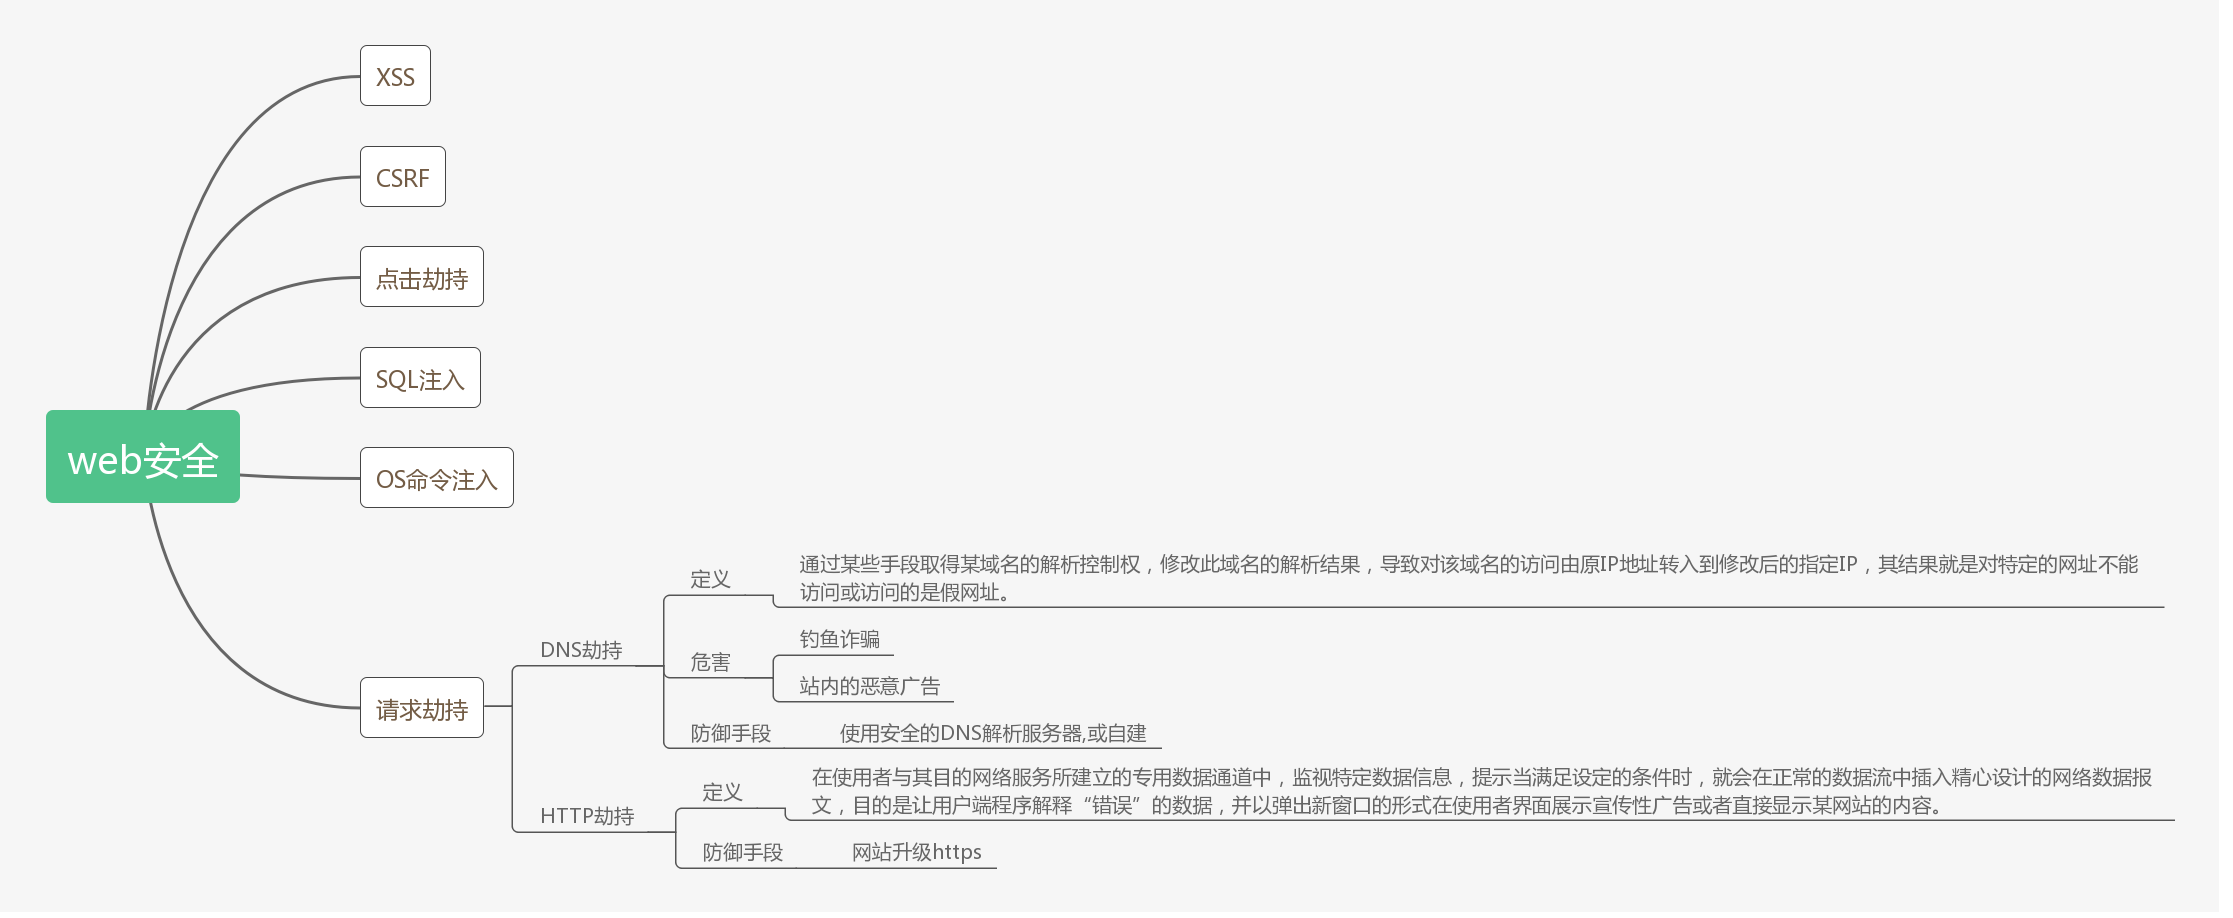 XSS
CSRF
点击劫持
SQL注入
web安全
OS命令注入
请求劫持
DNS劫持
定义
通过某些手段取得某域名的解析控制权，修改此域名的解析结果，导致对该域名的访问由原IP地址转入到修改后的指定IP，其结果就是对特定的网址不能
访问或访问的是假网址。
危害
钓鱼诈骗
站内的恶意广告
防御手段
使用安全的DNS解析服务器,或自建
HTTP劫持
定义
在使用者与其目的网络服务所建立的专用数据通道中，监视特定数据信息，提示当满足设定的条件时，就会在正常的数据流中插入精心设计的网络数据报
文，目的是让用户端程序解释“错误”的数据，并以弹出新窗口的形式在使用者界面展示宣传性广告或者直接显示某网站的内容。
防御手段
网站升级https